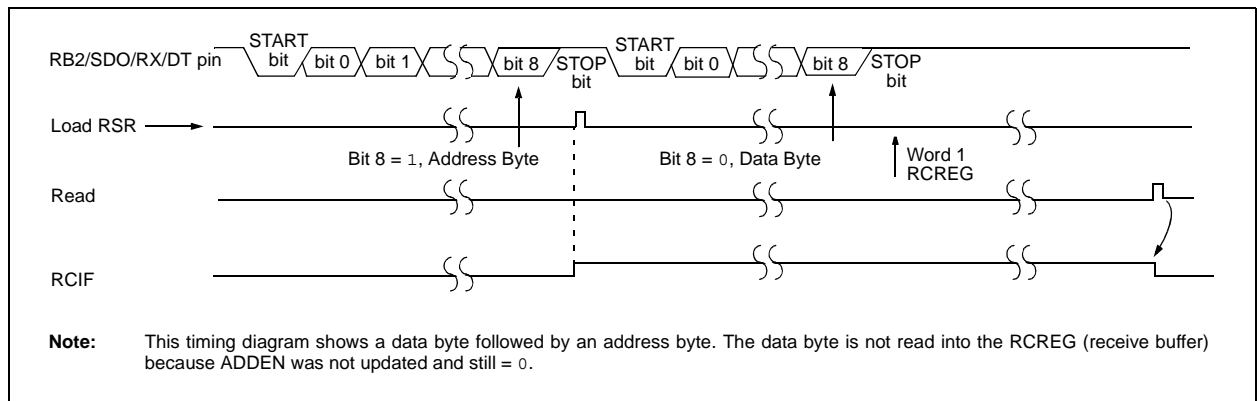 START
bit
bit 0
bit 1
bit 8
STOP
bit
START
bit
bit 0
bit 8
STOP
bit
RB2/SDO/RX/DT pin
Load RSR
Bit 8 = 1, Address Byte
Bit 8 = 0, Data Byte
Word 1
RCREG
Read
RCIF
Note: This timing diagram shows a data byte followed by an address byte. The data byte is not read into the RCREG (receive buffer)
because ADDEN was not updated and still = 0.